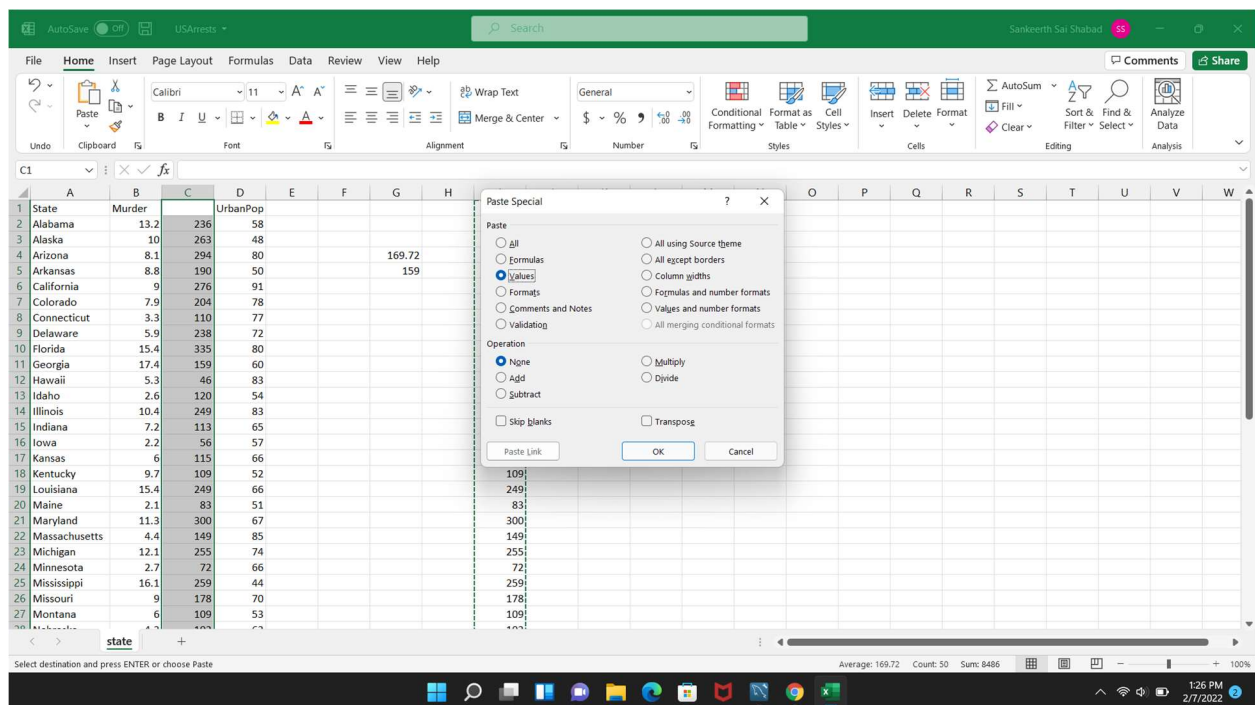 AutoSave Off USArrests Search Sankeerth Sai Shabad SS
File Home Insert Page Layout Formulas Data Review View Help Comments Share
Calibri 11 Wrap Text General AutoSum
Paste Merge & Center Conditional Formatting Format as Table Cell Styles Insert Delete Format Fill Sort & Filter Find & Select Analyze Data
Clear
Undo Clipboard Font Alignment Number Styles Cells Editing Analysis
C1 fx
A B C D E F G H O P Q R S T U V W
1 State Murder UrbanPop
2 Alabama 13.2 236 58
3 Alaska 10 263 48
4 Arizona 8.1 294 80 169.72
5 Arkansas 8.8 190 50 159
6 California 9 276 91
7 Colorado 7.9 204 78
8 Connecticut 3.3 110 77
9 Delaware 5.9 238 72
10 Florida 15.4 335 80
11 Georgia 17.4 159 60
12 Hawaii 5.3 46 83
13 Idaho 2.6 120 54
14 Illinois 10.4 249 83
15 Indiana 7.2 113 65
16 Iowa 2.2 56 57
17 Kansas 6 115 66
18 Kentucky 9.7 109 52 109
19 Louisiana 15.4 249 66 249
20 Maine 2.1 83 51 83
21 Maryland 11.3 300 67 300
22 Massachusetts 4.4 149 85 149
23 Michigan 12.1 255 74 255
24 Minnesota 2.7 72 66 72
25 Mississippi 16.1 259 44 259
26 Missouri 9 178 70 178
27 Montana 6 109 53 109
Paste Special ? X
Paste
All All using Source theme
Formulas All except borders
Values Column widths
Formats Formulas and number formats
Comments and Notes Values and number formats
Validation All merging conditional formats
Operation
None Multiply
Add Divide
Subtract
Skip blanks Transpose
Paste Link OK Cancel
state
Select destination and press ENTER or choose Paste Average: 169.72 Count: 50 Sum: 8486 100%
1:26 PM
2/7/2022 2